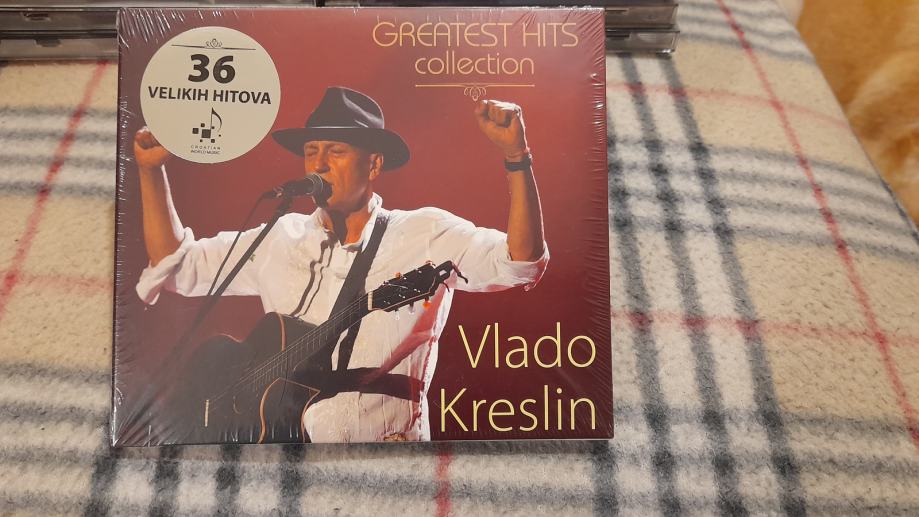 GREATEST HITS
collection
36
VELIKIH HITOVA
CROATIAN
WORLD MUSIC
Vlado
Kreslin